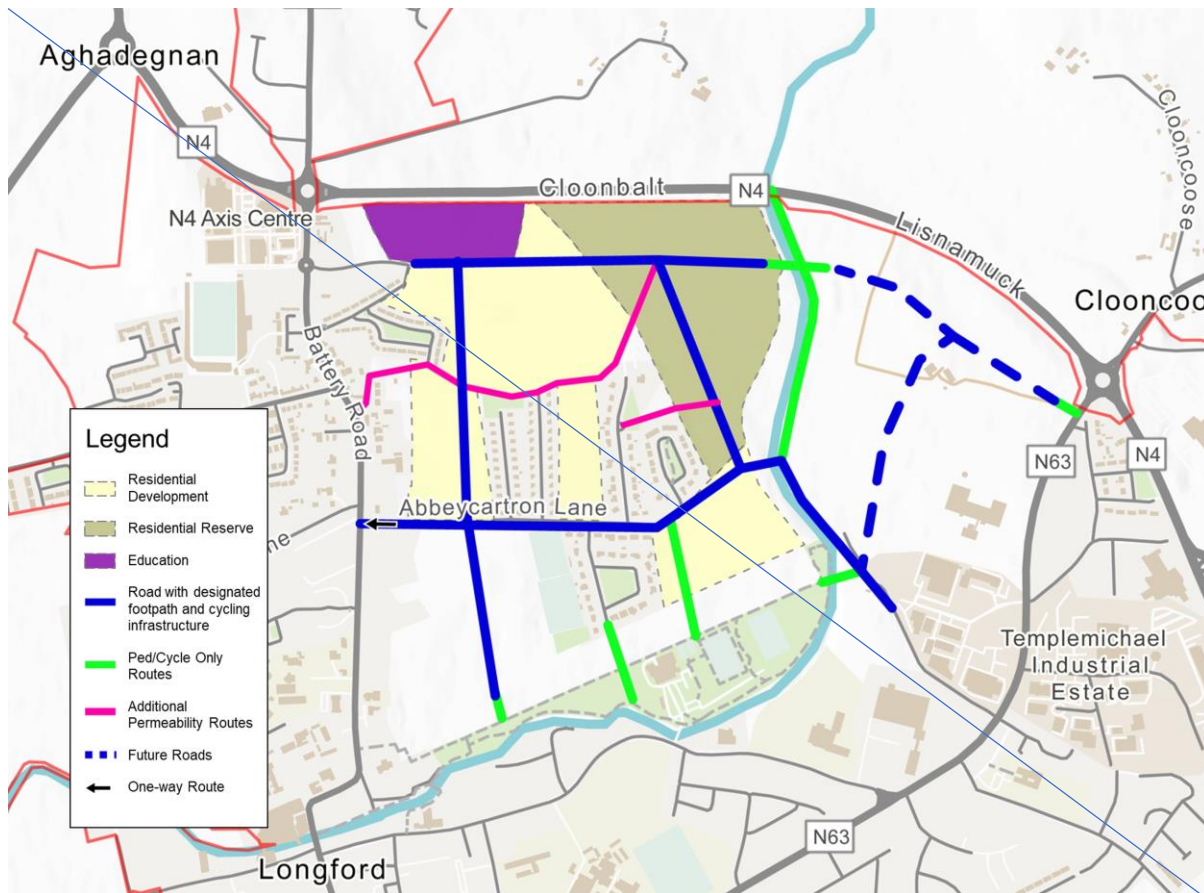 Aghadegnan
N4
Cloonbalt
N4
N4 Axis Centre
Lisnamuck
Clooncoose
Clooncoo
Battery Road
N63
N4
Abbeycartron Lane
ne
Legend
Residential
Development
Residential Reserve
Education
Road with designated
footpath and cycling
infrastructure
Ped/Cycle Only
Routes
Additional
Permeability Routes
Future Roads
One-way Route
Templemichael
Industrial
Estate
N63
Longford